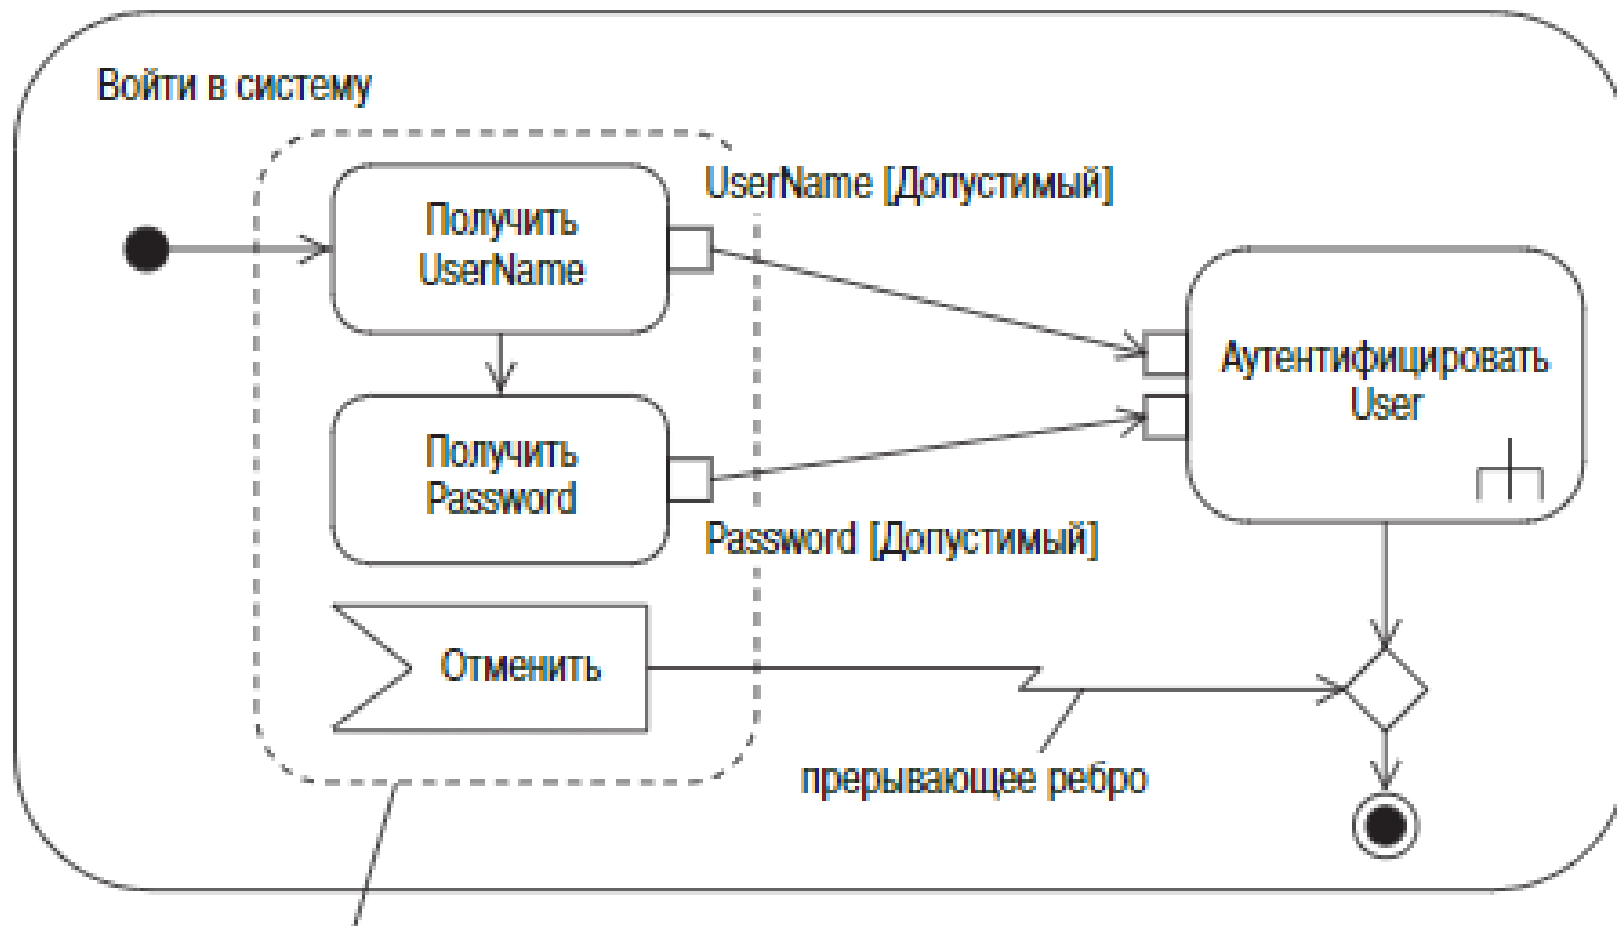 Войти в систему
UserName [Допустимый]
Получить
UserName
Аутентифицировать
User
Получить
Password
Password [Допустимый]
Отменить
прерывающее ребро